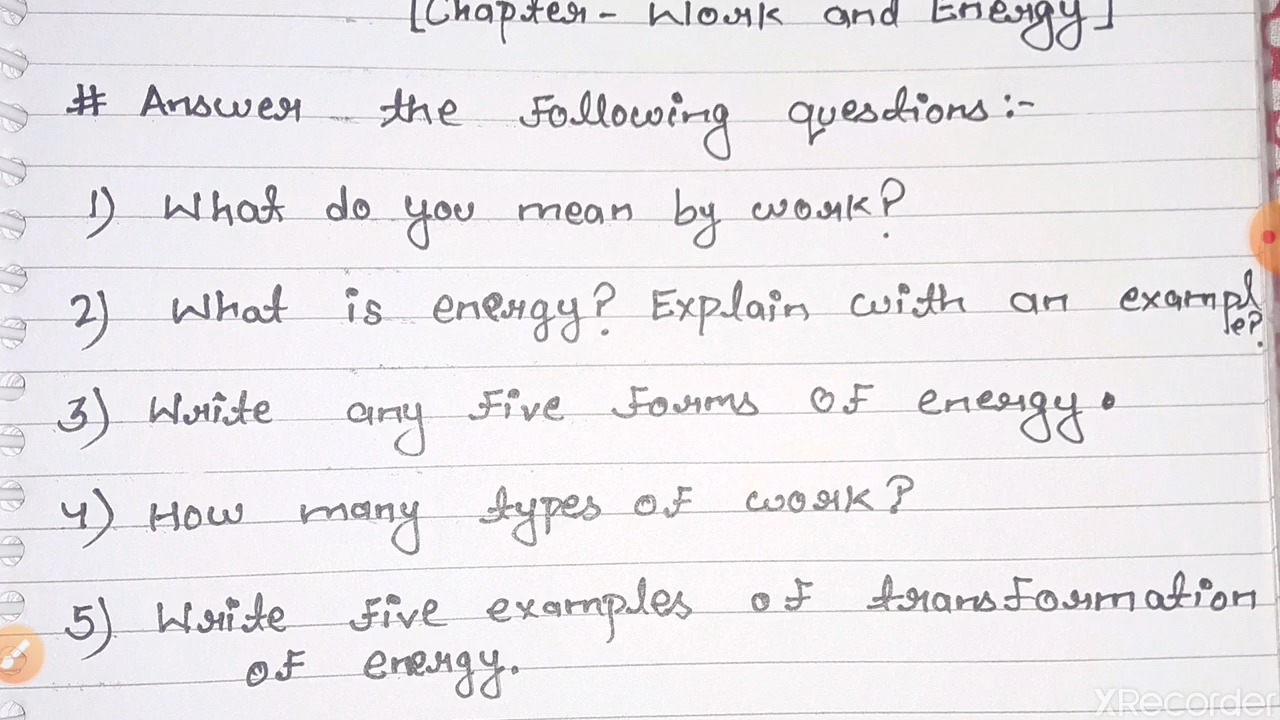 [Chapter - Work and Energy]
# Answer the following questions:-
1) What do you mean by work?
2) What is energy? Explain with an example?
3) Write any five forms of energy.
4) How many types of work?
5) Write five examples of transformation
of energy.
XRecorder